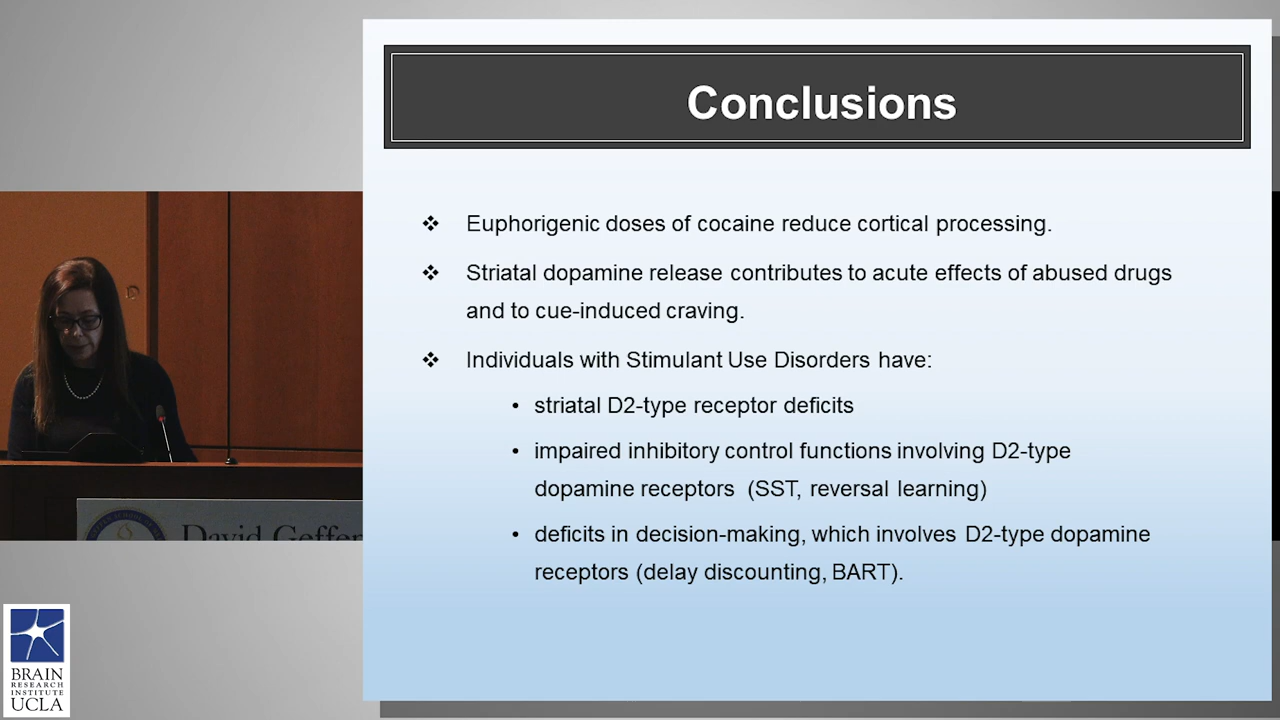 Conclusions
❖ Euphorigenic doses of cocaine reduce cortical processing.
❖ Striatal dopamine release contributes to acute effects of abused drugs
and to cue-induced craving.
❖ Individuals with Stimulant Use Disorders have:
• striatal D2-type receptor deficits
• impaired inhibitory control functions involving D2-type
dopamine receptors (SST, reversal learning)
• deficits in decision-making, which involves D2-type dopamine
receptors (delay discounting, BART).
David Geffen
BRAIN
RESEARCH
INSTITUTE
UCLA